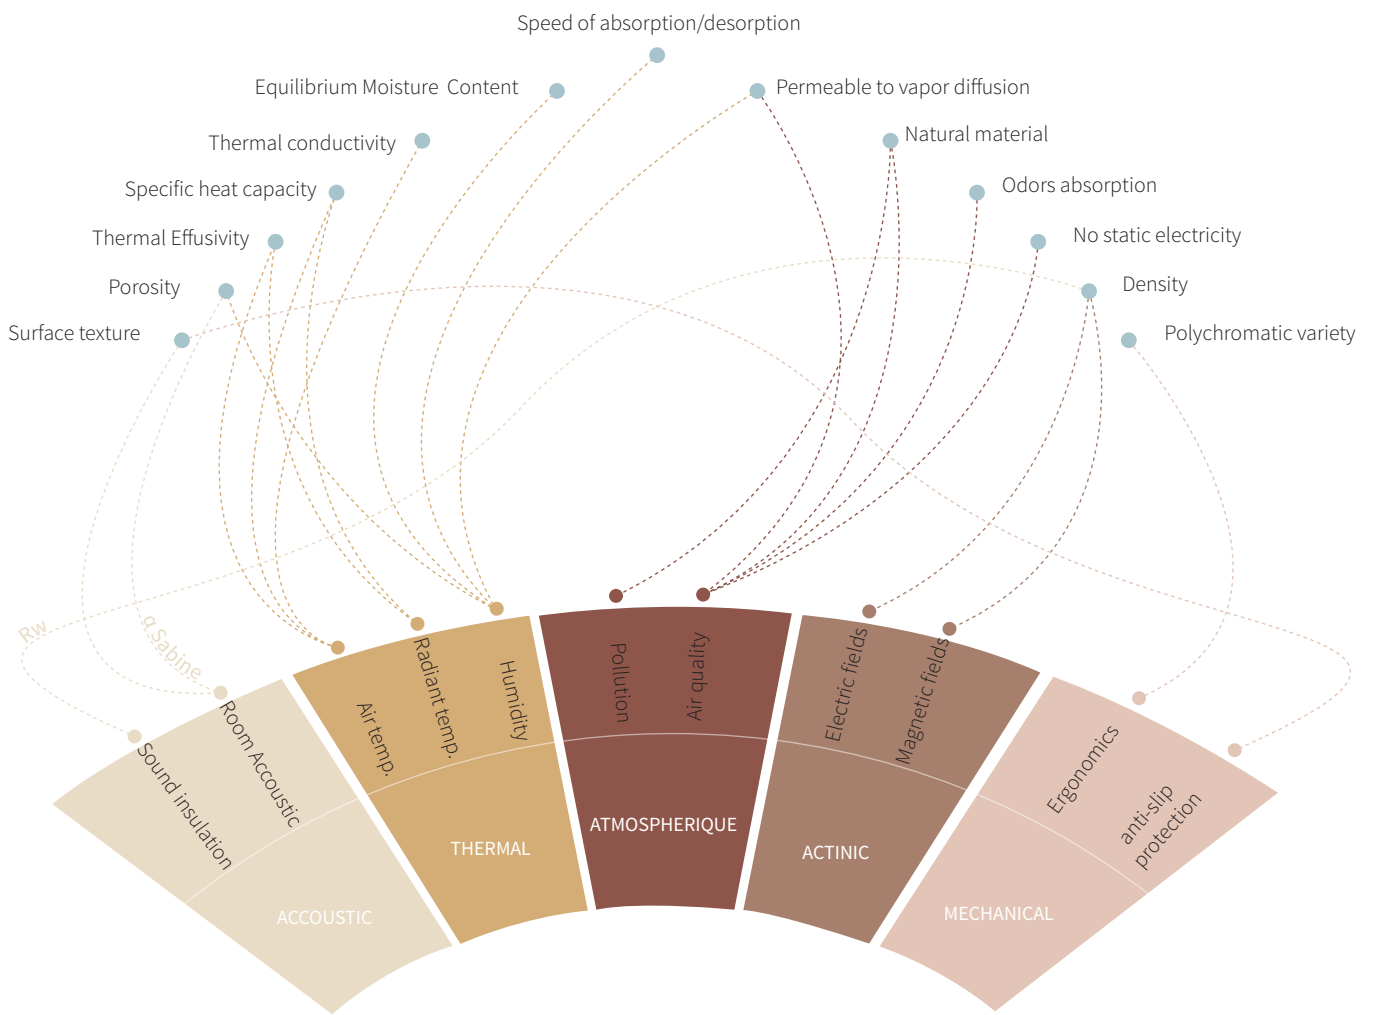 Speed of absorption/desorption
Equilibrium Moisture Content
Permeable to vapor diffusion
Thermal conductivity
Natural material
Specific heat capacity
Odors absorption
Thermal Effusivity
No static electricity
Porosity
Density
Surface texture
Polychromatic variety
Rw
α Sabine
Sound insulation
Room Accoustic
Air temp.
Radiant temp.
Humidity
Pollution
Air quality
Electric fields
Magnetic fields
Ergonomics
anti-slip
protection
ACCOUSTIC
THERMAL
ATMOSPHERIQUE
ACTINIC
MECHANICAL